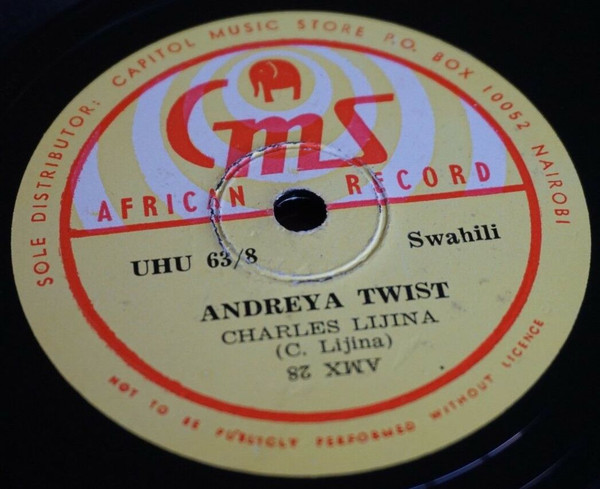 SOLE DISTRIBUTOR: CAPITOL MUSIC STORE P.O. BOX 10052 NAIROBI
CMS
AFRICAN RECORD
UHU 63/8
Swahili
ANDREYA TWIST
CHARLES LIJINA
(C. Lijina)
AMX 28
NOT TO BE PUBLICLY PERFORMED WITHOUT LICENCE